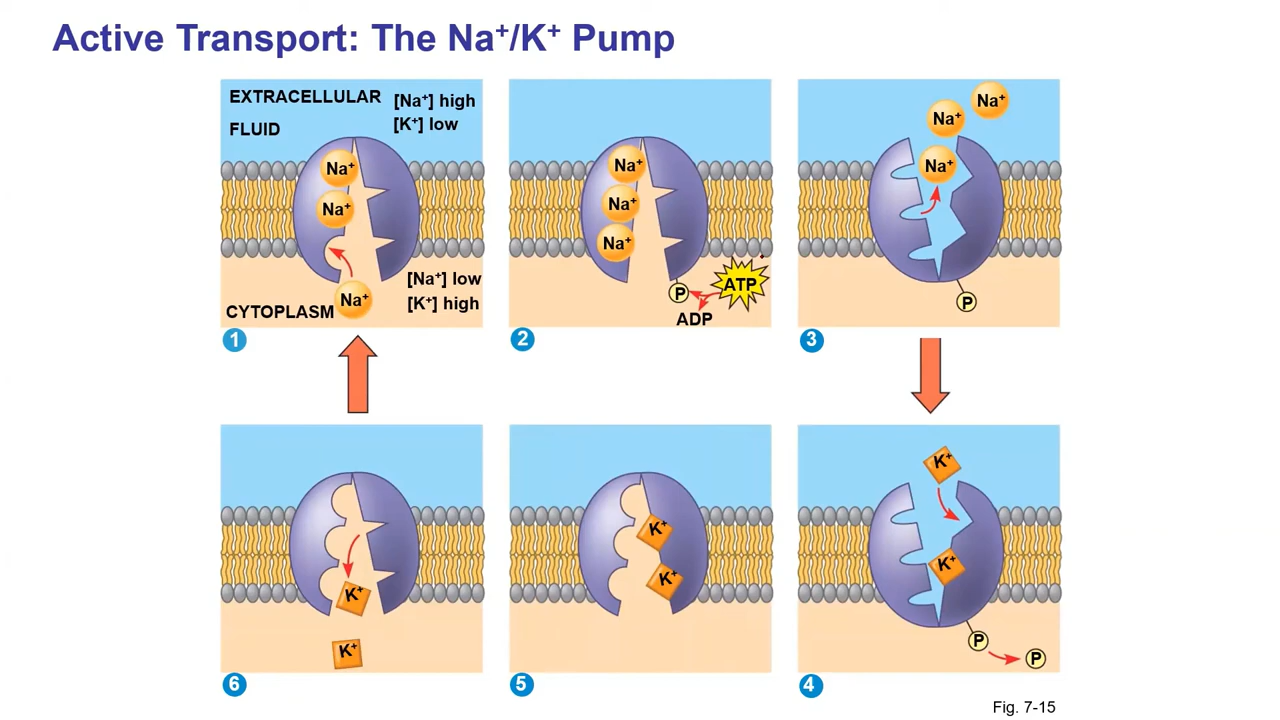 Active Transport: The Na⁺/K⁺ Pump
EXTRACELLULAR
FLUID
[Na⁺] high
[K⁺] low
Na⁺
Na⁺
[Na⁺] low
[K⁺] high
Na⁺
CYTOPLASM
1
Na⁺
Na⁺
Na⁺
P
ATP
ADP
2
Na⁺
Na⁺
Na⁺
P
3
K⁺
K⁺
6
K⁺
K⁺
5
K⁺
K⁺
P
P
4
Fig. 7-15